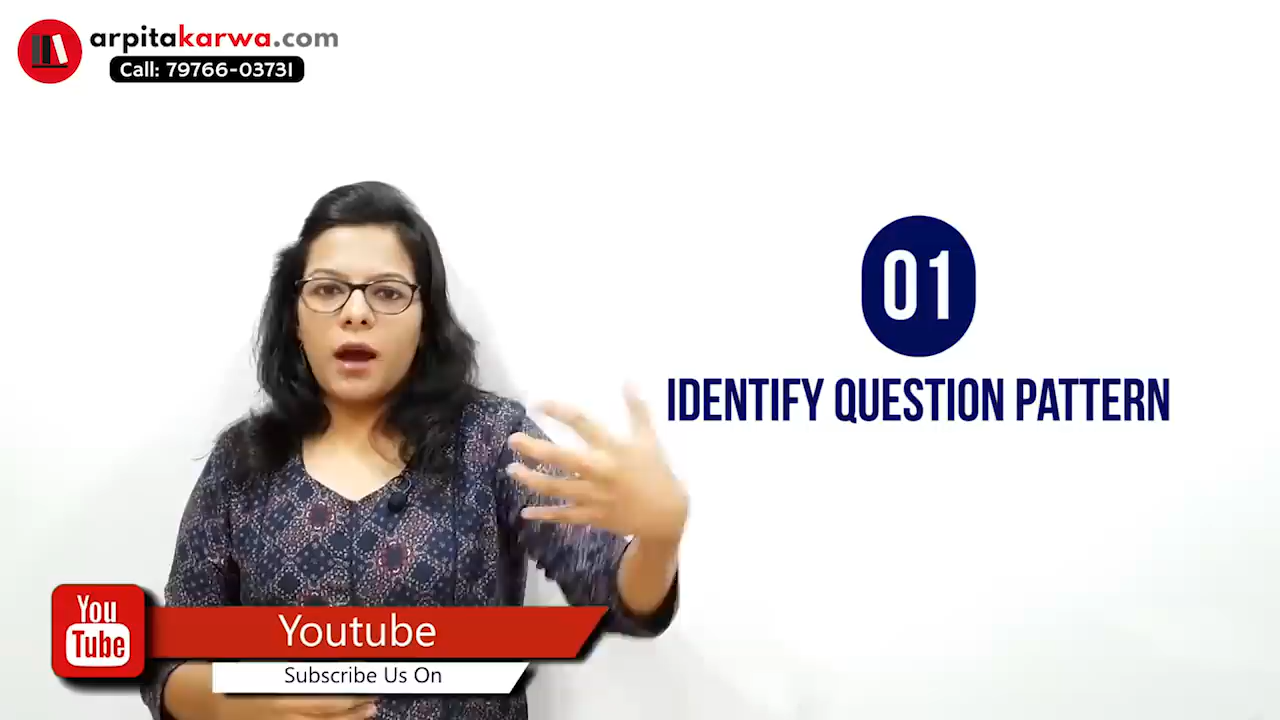 arpitakarwa.com
Call: 79766-03731
01
IDENTIFY QUESTION PATTERN
You
Tube
Youtube
Subscribe Us On